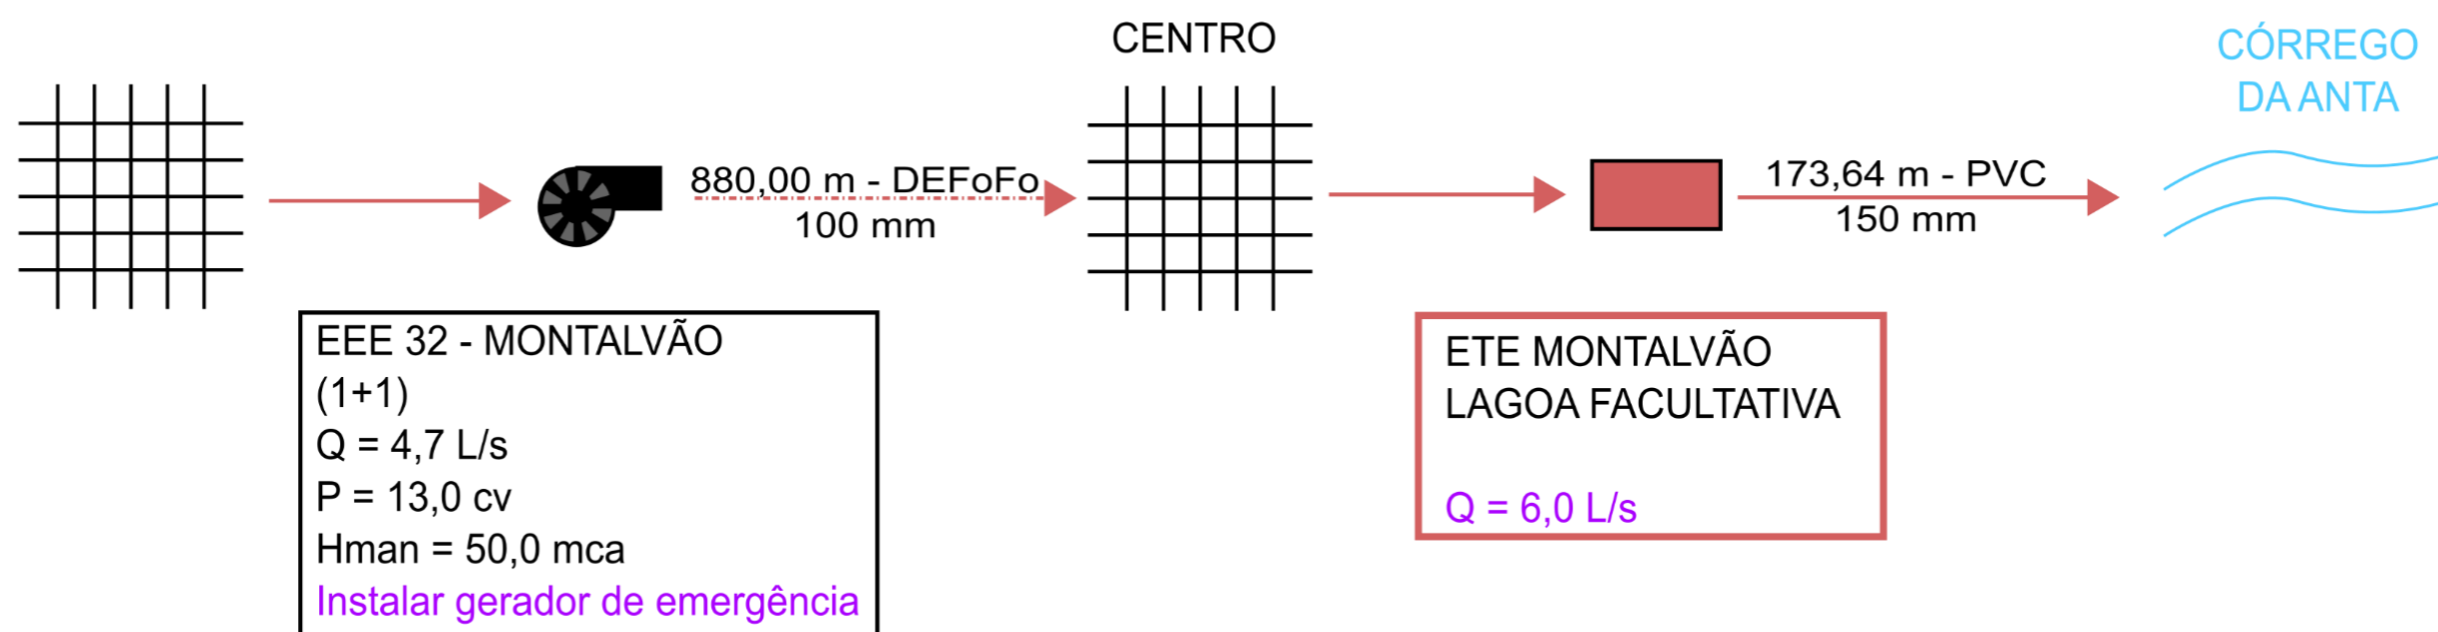 CENTRO
CÓRREGO
DA ANTA
880,00 m - DEFoFo
100 mm
173,64 m - PVC
150 mm
EEE 32 - MONTALVÃO
(1+1)
Q = 4,7 L/s
P = 13,0 cv
Hman = 50,0 mca
Instalar gerador de emergência
ETE MONTALVÃO
LAGOA FACULTATIVA
Q = 6,0 L/s